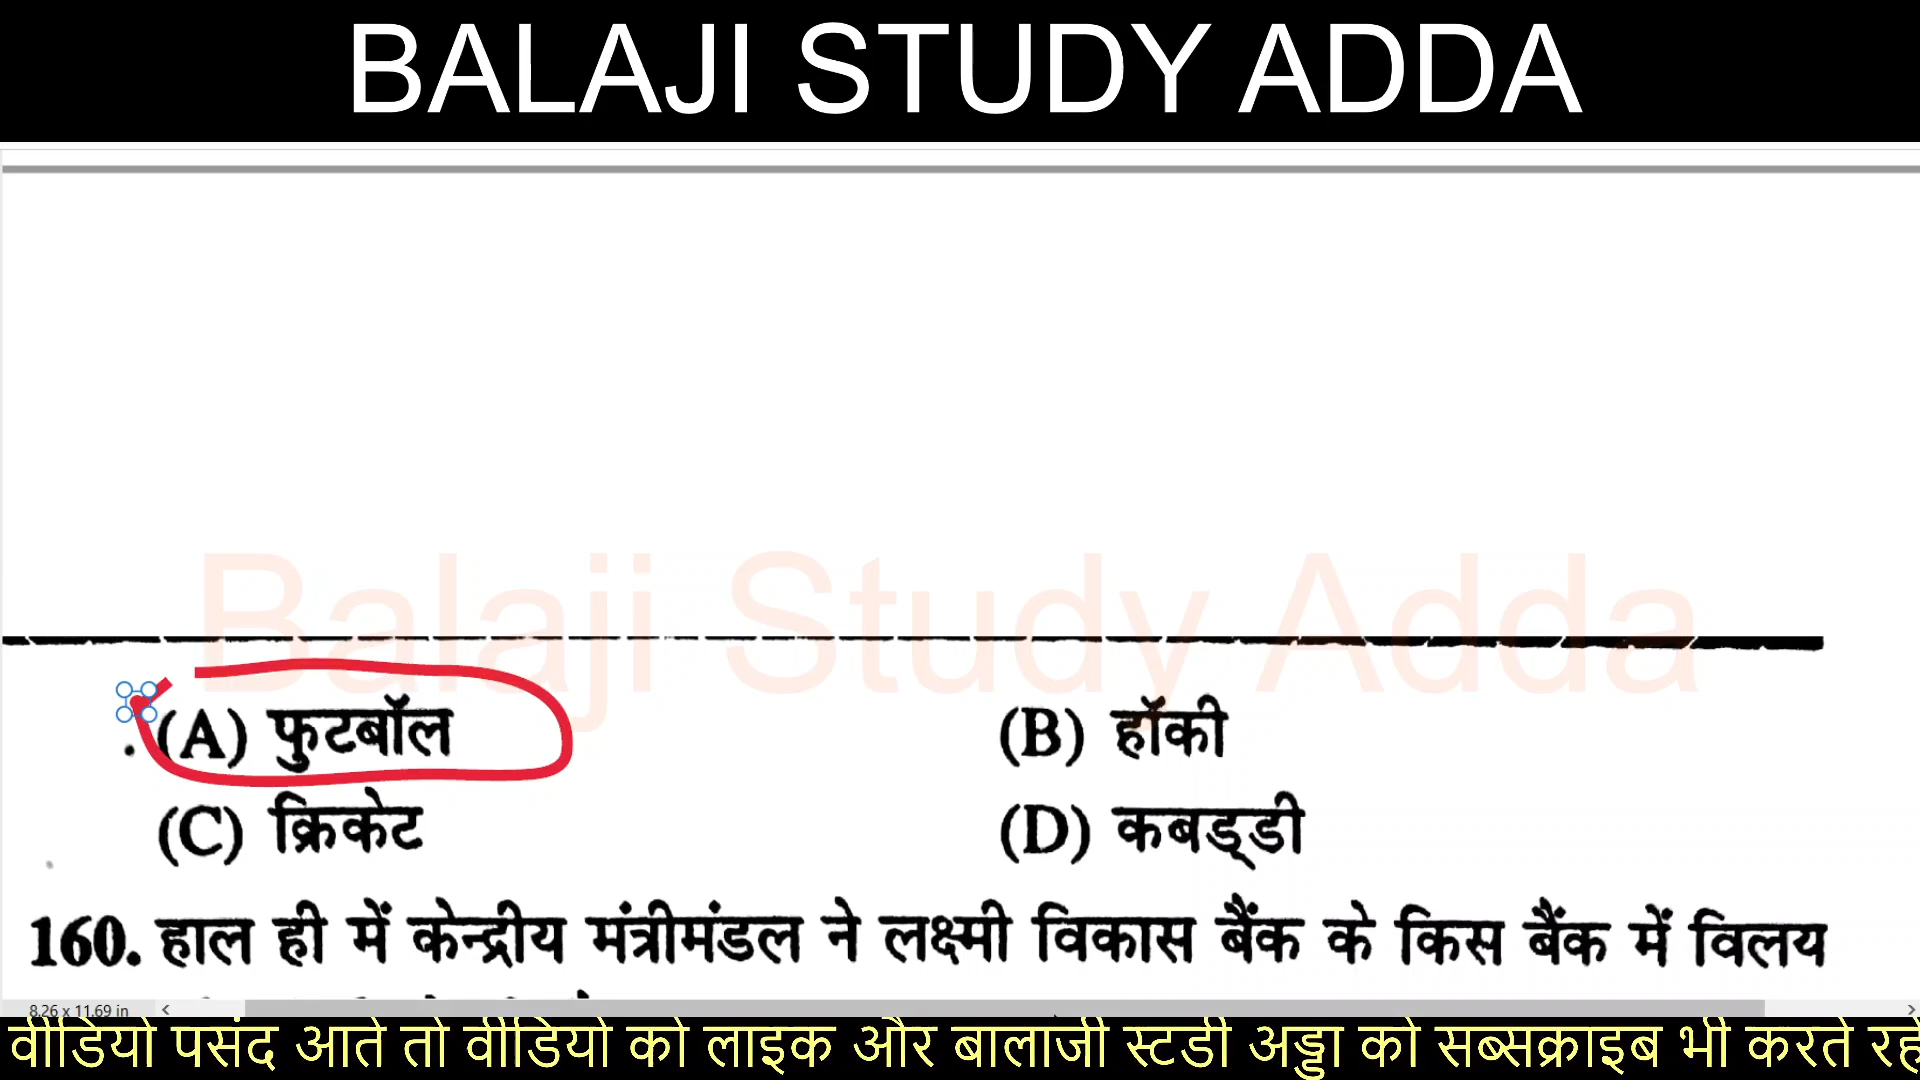 BALAJI STUDY ADDA
Balaji Study Adda
(A) फुटबॉल (B) हॉकी
(C) क्रिकेट (D) कबड्डी
160. हाल ही में केन्द्रीय मंत्रीमंडल ने लक्ष्मी विकास बैंक के किस बैंक में विलय
8.26 x 11.69 in
वीडियो पसंद आते तो वीडियो को लाइक और बालाजी स्टडी अड्डा को सब्सक्राइब भी करते